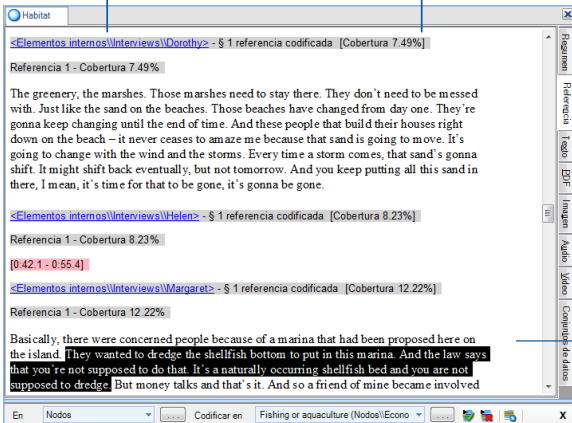 Habitat
<Elementos internos\\Interviews\\Dorothy> - § 1 referencia codificada [Cobertura 7.49%]
Referencia 1 - Cobertura 7.49%
The greenery, the marshes. Those marshes need to stay there. They don't need to be messed
with. Just like the sand on the beaches. Those beaches have changed from day one. They're
gonna keep changing until the end of time. And these people that build their houses right
down on the beach – it never ceases to amaze me because that sand is going to move. It's
going to change with the wind and the storms. Every time a storm comes, that sand's gonna
shift. It might shift back eventually, but not tomorrow. And you keep putting all this sand in
there, I mean, it's time for that to be gone, it's gonna be gone.
<Elementos internos\\Interviews\\Helen> - § 1 referencia codificada [Cobertura 8.23%]
Referencia 1 - Cobertura 8.23%
[0:42.1 - 0:55.4]
<Elementos internos\\Interviews\\Margaret> - § 1 referencia codificada [Cobertura 12.22%]
Referencia 1 - Cobertura 12.22%
Basically, there were concerned people because of a marina that had been proposed here on
the island. They wanted to dredge the shellfish bottom to put in this marina. And the law says
that you're not supposed to do that. It's a naturally occurring shellfish bed and you are not
supposed to dredge. But money talks and that's it. And so a friend of mine became involved
Resumen
Referencia
Texto
PDF
Imagen
Audio
Video
Conjuntos de datos
En Nodos ... Codificar en Fishing or aquaculture (Nodos\\Econo ... x